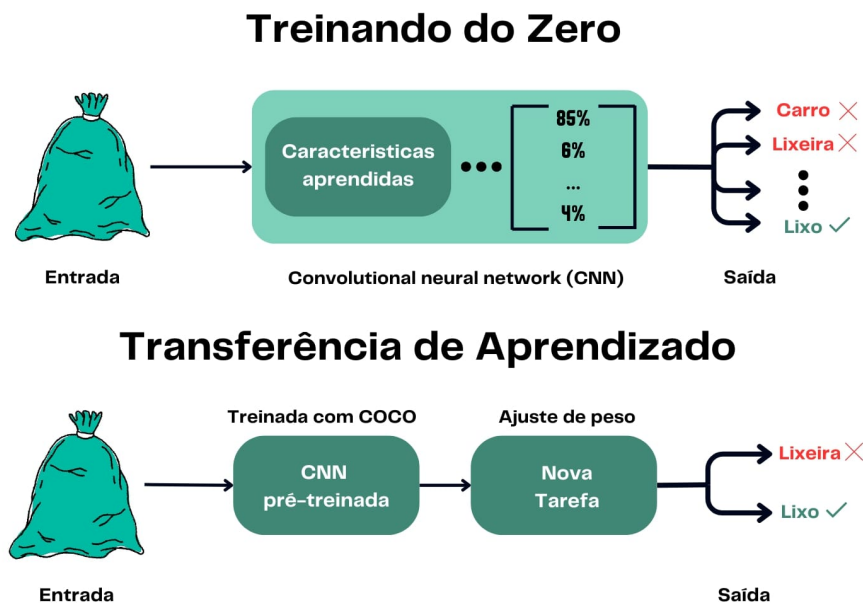 Treinando do Zero
Caracteristicas
aprendidas
85%
6%
...
4%
Carro
Lixeira
Lixo
Entrada
Convolutional neural network (CNN)
Saída
Transferência de Aprendizado
Treinada com COCO
CNN
pré-treinada
Ajuste de peso
Nova
Tarefa
Lixeira
Lixo
Entrada
Saída